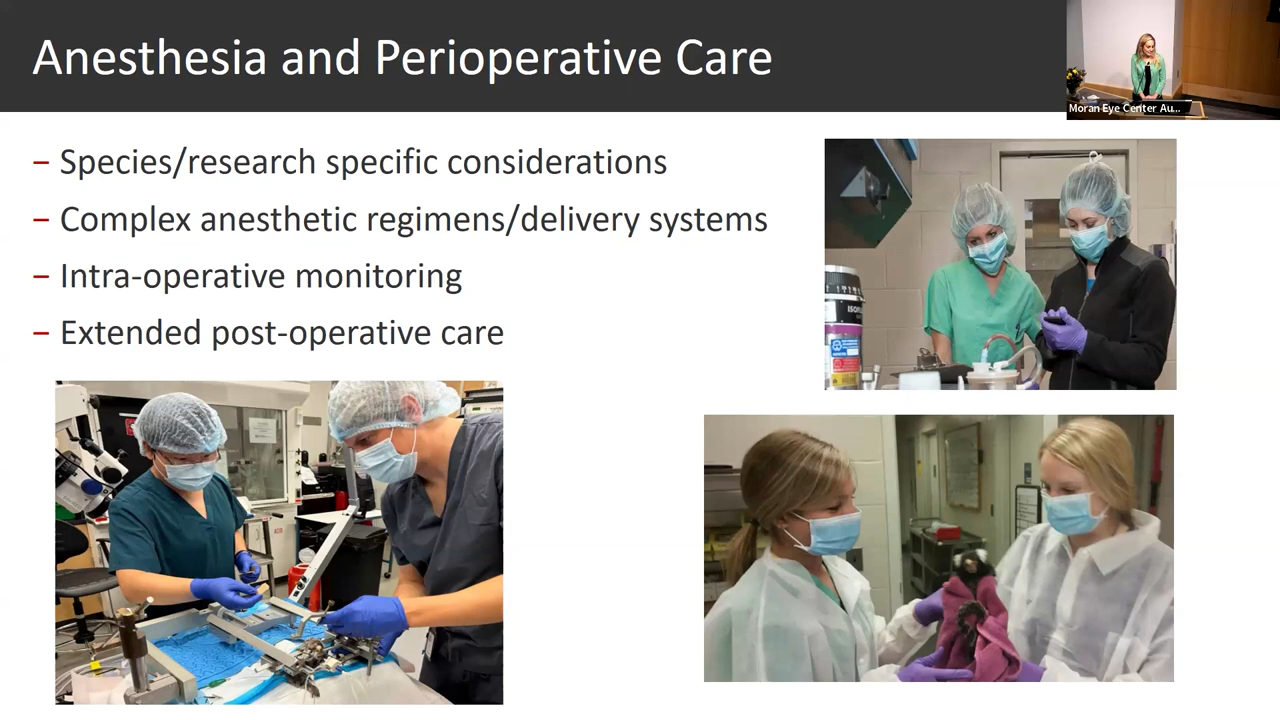 Anesthesia and Perioperative Care
Moran Eye Center Au...
– Species/research specific considerations
– Complex anesthetic regimens/delivery systems
– Intra-operative monitoring
– Extended post-operative care